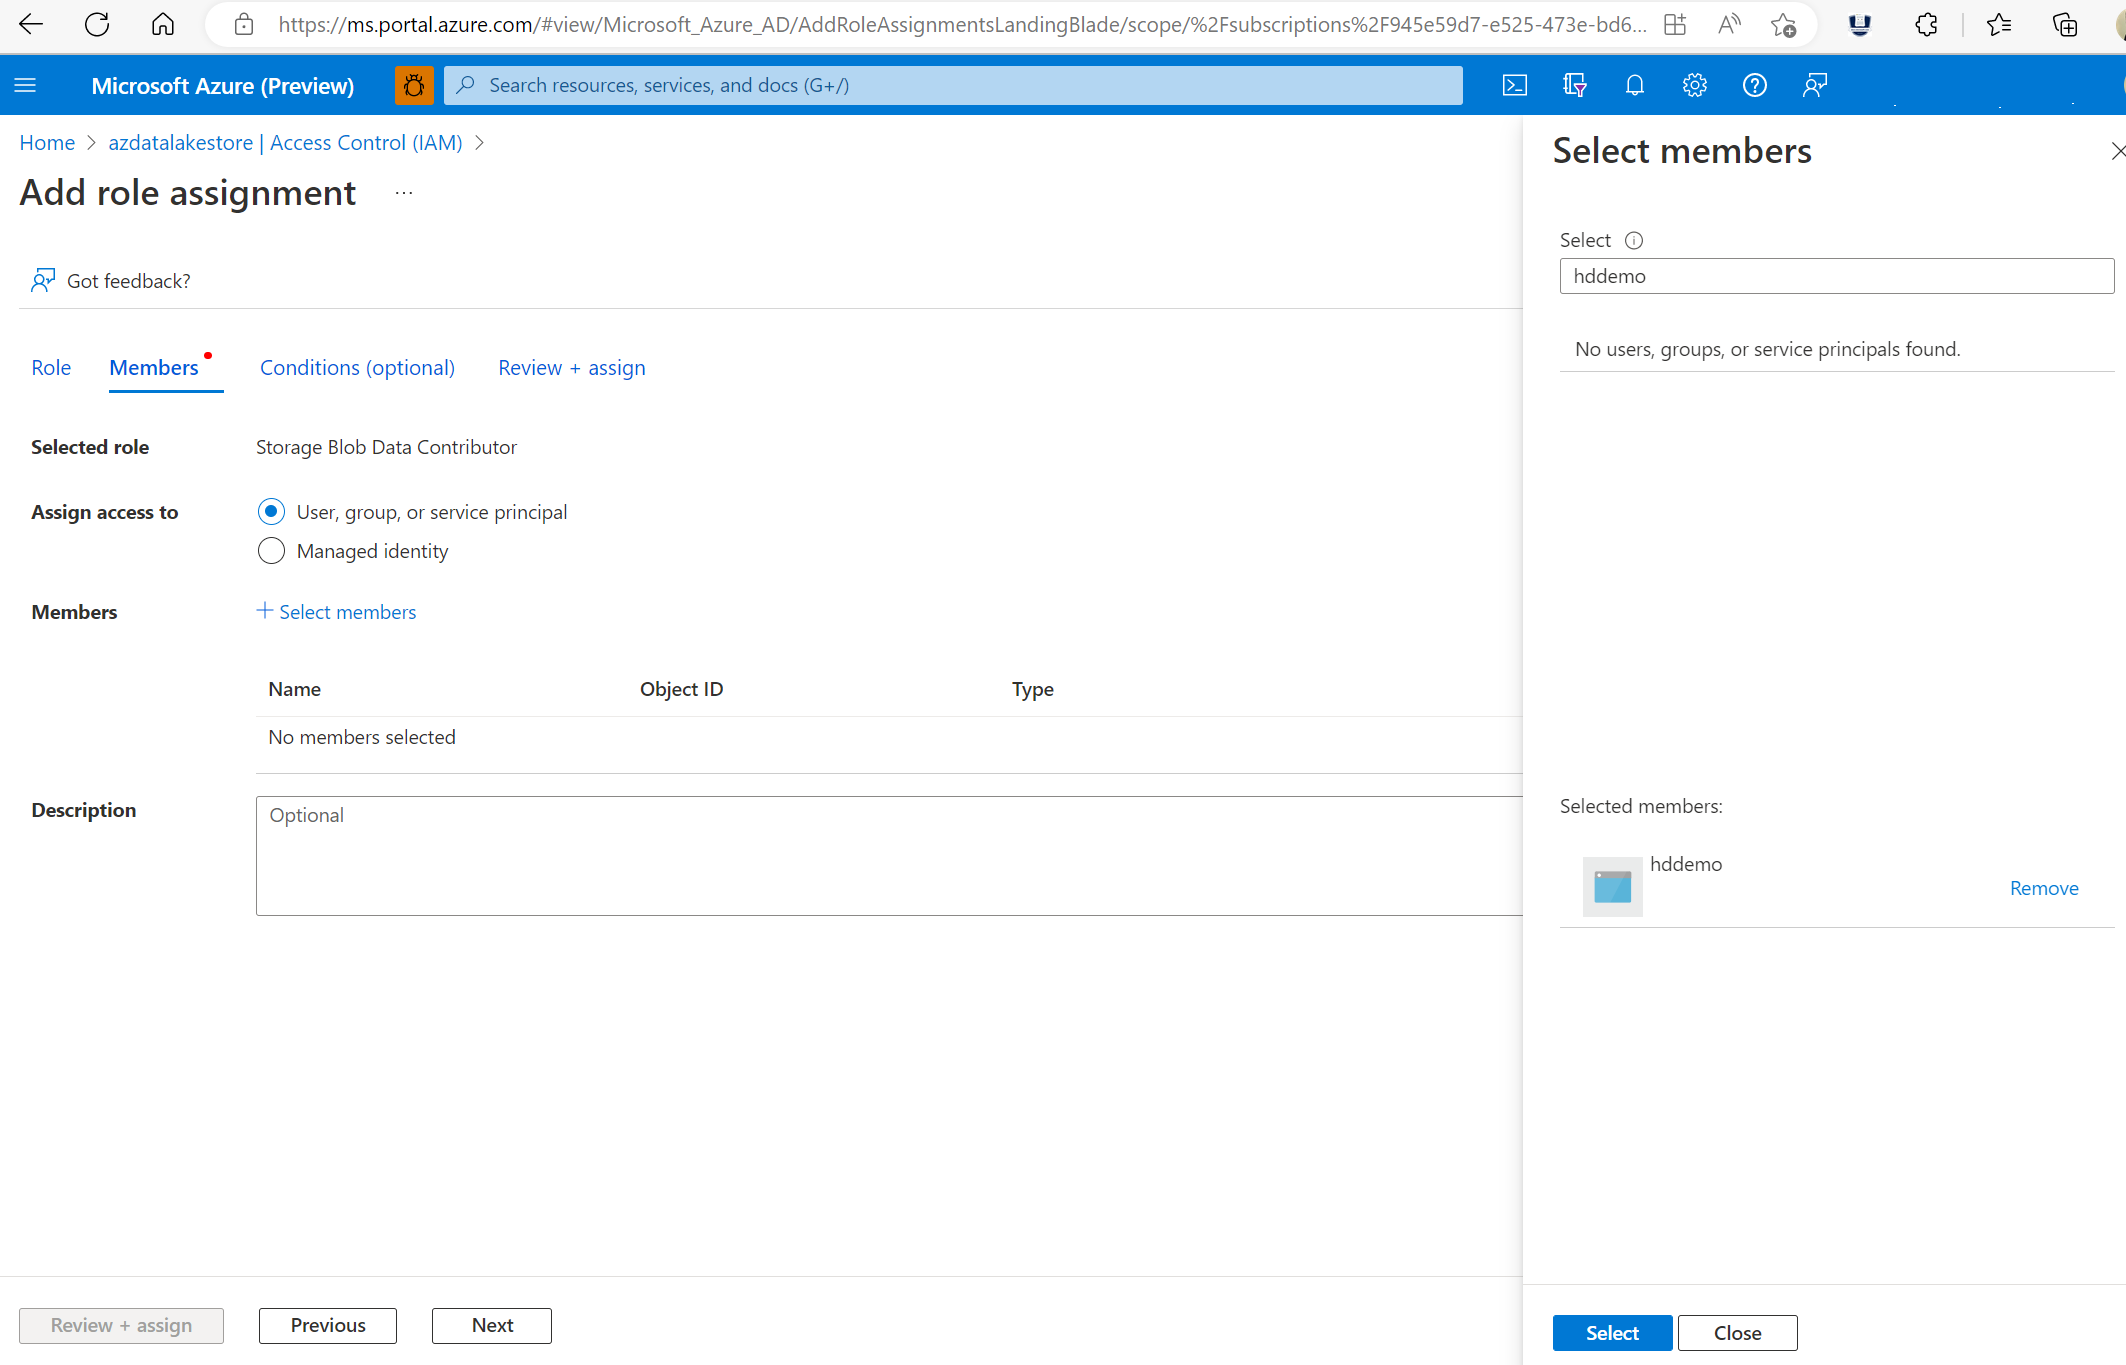 https://ms.portal.azure.com/#view/Microsoft_Azure_AD/AddRoleAssignmentsLandingBlade/scope/%2Fsubscriptions%2F945e59d7-e525-473e-bd6...
Microsoft Azure (Preview)
Search resources, services, and docs (G+/)
Home > azdatalakestore | Access Control (IAM) >
Add role assignment ...
Got feedback?
Role
Members
Conditions (optional)
Review + assign
Selected role
Storage Blob Data Contributor
Assign access to
User, group, or service principal
Managed identity
Members
+ Select members
Name
Object ID
Type
No members selected
Description
Optional
Review + assign
Previous
Next
Select members
Select
hddemo
No users, groups, or service principals found.
Selected members:
hddemo
Remove
Select
Close